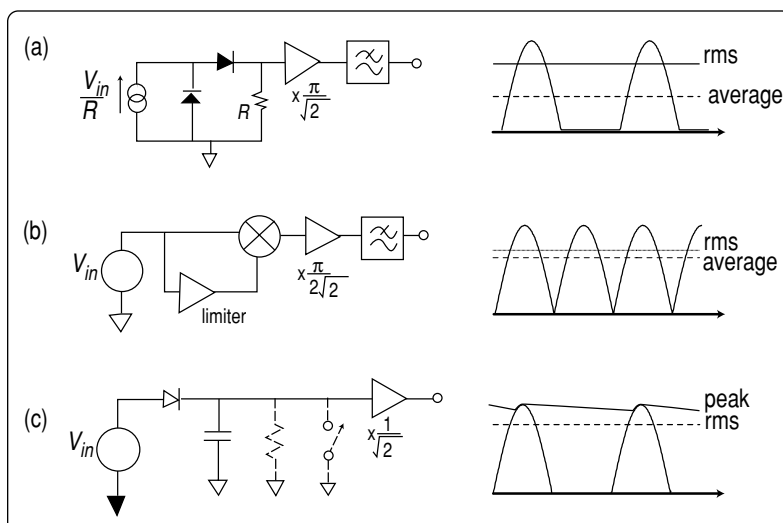 (a)
V_in/R
R
x π/√2
rms
average
(b)
V_in
limiter
x π/2√2
rms
average
(c)
V_in
x 1/√2
peak
rms